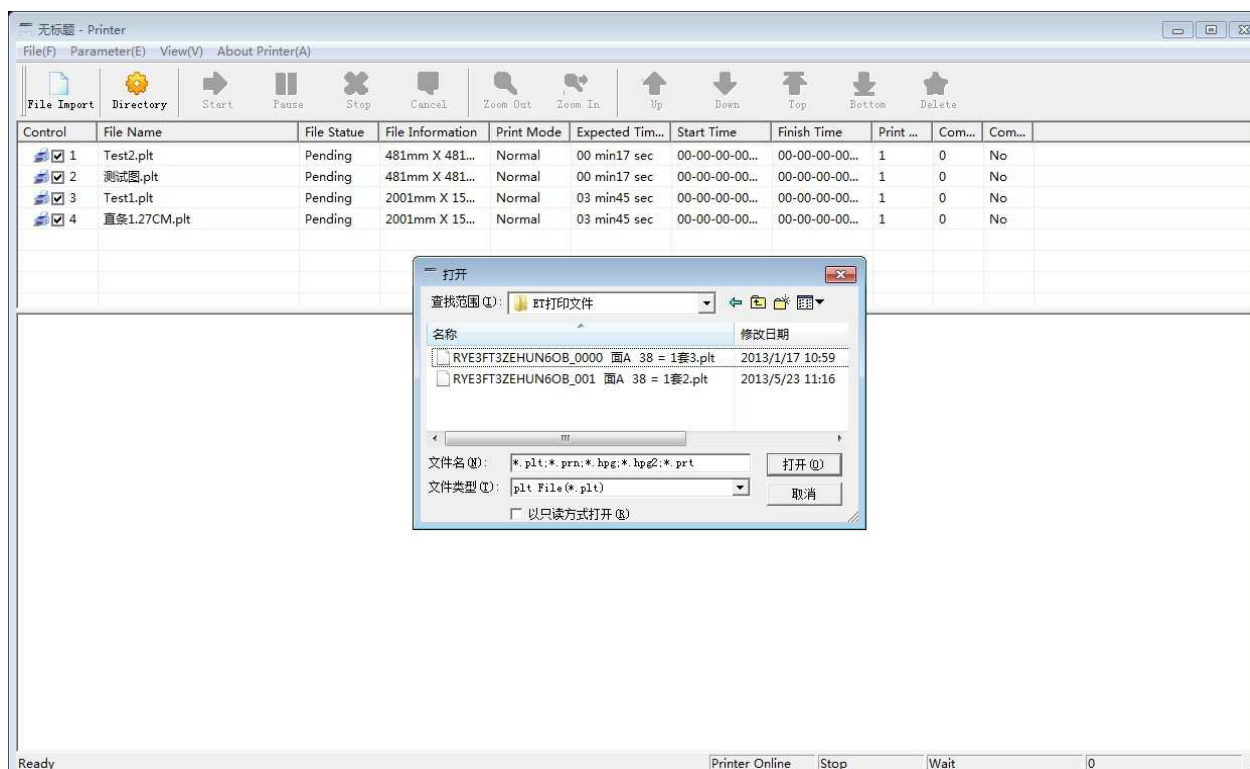 无标题 - Printer
File(F) Parameter(E) View(V) About Printer(A)
File Import Directory Start Pause Stop Cancel Zoom Out Zoom In Up Down Top Bottom Delete
Control File Name File Statue File Information Print Mode Expected Tim... Start Time Finish Time Print ... Com... Com...
1 Test2.plt Pending 481mm X 481... Normal 00 min17 sec 00-00-00-00... 00-00-00-00... 1 0 No
2 测试图.plt Pending 481mm X 481... Normal 00 min17 sec 00-00-00-00... 00-00-00-00... 1 0 No
3 Test1.plt Pending 2001mm X 15... Normal 03 min45 sec 00-00-00-00... 00-00-00-00... 1 0 No
4 直条1.27CM.plt Pending 2001mm X 15... Normal 03 min45 sec 00-00-00-00... 00-00-00-00... 1 0 No
打开
查找范围(I): ET打印文件
名称 修改日期
RYE3FT3ZEHUN6OB_0000 面A 38 = 1套3.plt 2013/1/17 10:59
RYE3FT3ZEHUN6OB_001 面A 38 = 1套2.plt 2013/5/23 11:16
文件名(N): *.plt;*.prn;*.hpg;*.hpg2;*.prt 打开(O)
文件类型(T): plt File(*.plt) 取消
以只读方式打开(R)
Ready Printer Online Stop Wait 0